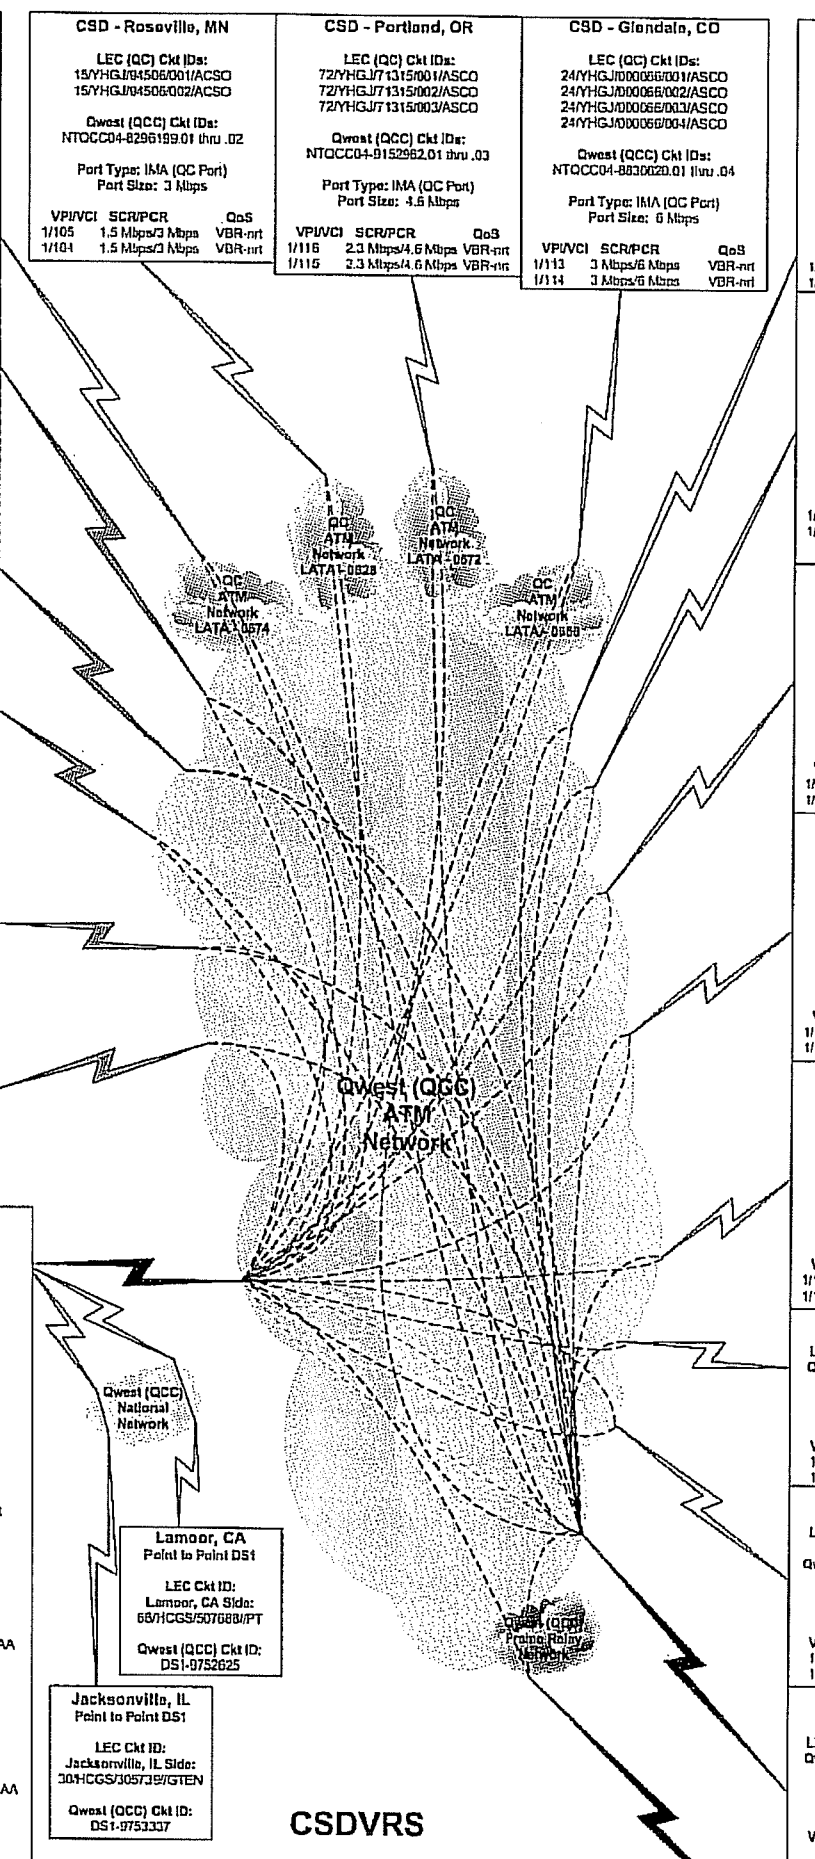 CSD - Roseville, MN
LEC (QC) Ckt IDs:
15/YHGJ/94506/001/ACSO
15/YHGJ/94506/002/ACSO
Qwest (QCC) Ckt IDs:
NTQCC04-8296199.01 thru .02
Port Type: IMA (QC Port)
Port Size: 3 Mbps
VPI/VCI SCR/PCR QoS
1/105 1.5 Mbps/3 Mbps VBR-nrt
1/104 1.5 Mbps/3 Mbps VBR-nrt
CSD - Portland, OR
LEC (QC) Ckt IDs:
72/YHGJ/71315/001/ASCO
72/YHGJ/71315/002/ASCO
72/YHGJ/71315/003/ASCO
Qwest (QCC) Ckt IDs:
NTQCC04-9152962.01 thru .03
Port Type: IMA (QC Port)
Port Size: 4.6 Mbps
VPI/VCI SCR/PCR QoS
1/116 2.3 Mbps/4.6 Mbps VBR-nrt
1/115 2.3 Mbps/4.6 Mbps VBR-nrt
CSD - Glendale, CO
LEC (QC) Ckt IDs:
24/YHGJ/000066/001/ASCO
24/YHGJ/000066/002/ASCO
24/YHGJ/000066/003/ASCO
24/YHGJ/000066/004/ASCO
Qwest (QCC) Ckt IDs:
thru .04
Port Type: IMA (QC Port)
Port Size: 6 Mbps
VPI/VCI SCR/PCR QoS
1/113 3 Mbps/6 Mbps VBR-nrt
1/114 3 Mbps/6 Mbps VBR-nrt
QC
ATM
Network
LATA - 0628
QC
ATM
Network
LATA - 0672
QC
ATM
Network
LATA - 0674
QC
ATM
Network
LATA -
Qwest (QCC)
ATM
Network
Qwest (QCC)
National
Network
Lamoor, CA
Point to Point DS1
LEC Ckt ID:
Lamoor, CA Side:
68/HCGS/507688//PT
Qwest (QCC) Ckt ID:
DS1-9752625
Qwest (QCC)
Frame Relay
Network
Jacksonville, IL
Point to Point DS1
LEC Ckt ID:
Jacksonville, IL Side:
30/HCGS/305739//GTEN
Qwest (QCC) Ckt ID:
DS1-9753337
CSDVRS